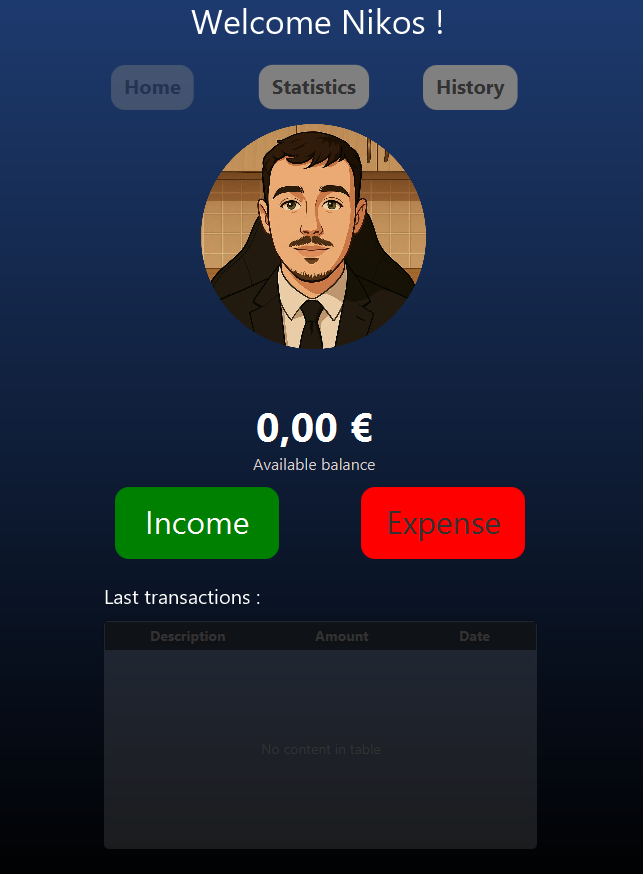 Welcome Nikos !
Home Statistics History
0,00 €
Available balance
Income Expense
Last transactions :
Description Amount Date
No content in table